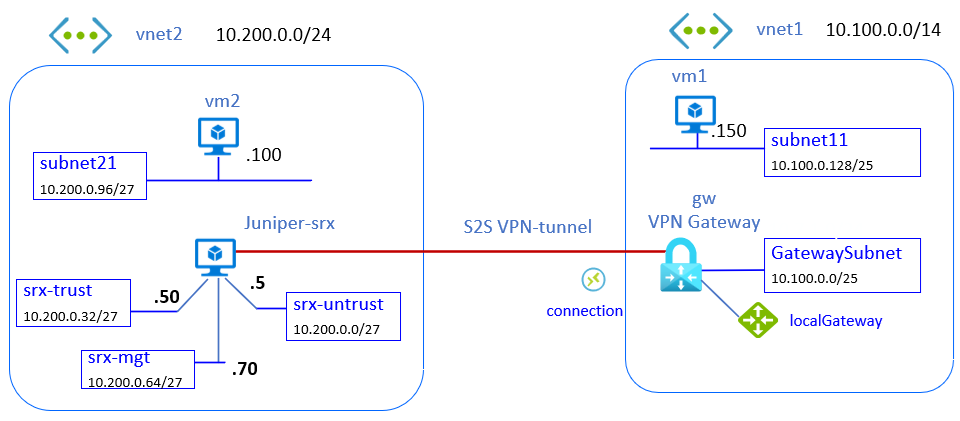 vnet2 10.200.0.0/24
vnet1 10.100.0.0/14
vm2
.100
subnet21
10.200.0.96/27
vm1
.150
subnet11
10.100.0.128/25
Juniper-srx
S2S VPN-tunnel
gw
VPN Gateway
GatewaySubnet
10.100.0.0/25
srx-trust
10.200.0.32/27
.50
.5
srx-untrust
10.200.0.0/27
connection
localGateway
srx-mgt
10.200.0.64/27
.70